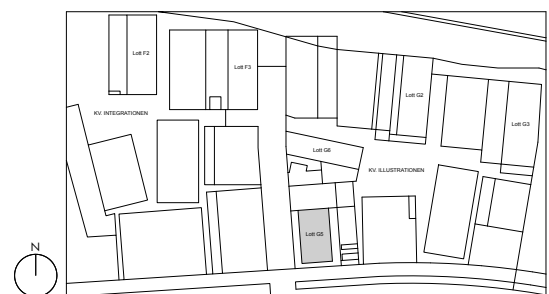 Lott F2
Lott F3
Lott G2
Lott G3
KV. INTEGRATIONEN
Lott G6
KV. ILLUSTRATIONEN
Lott G5
N